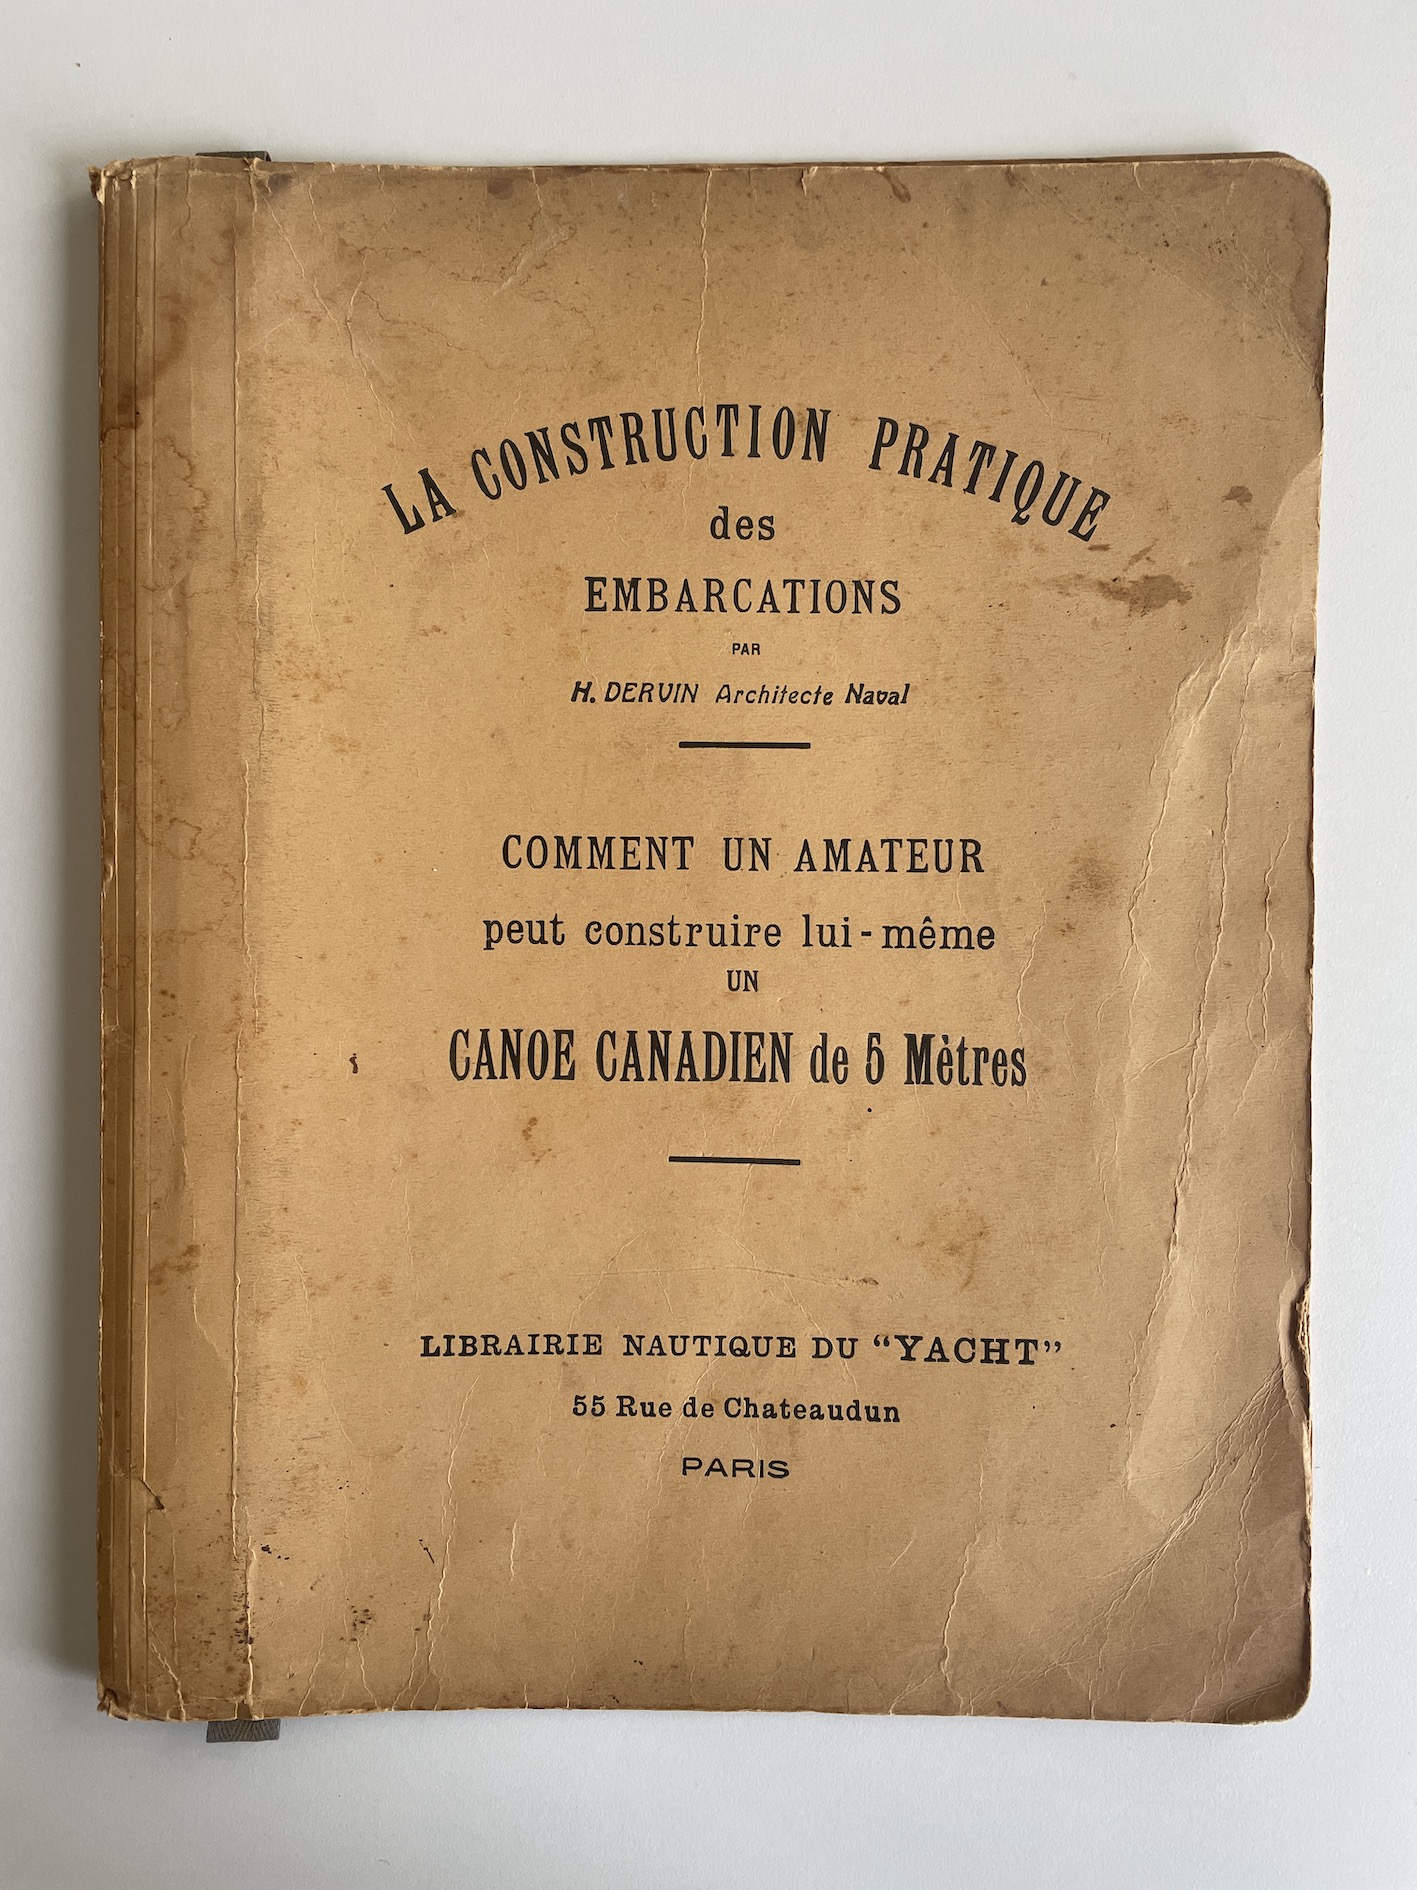 LA CONSTRUCTION PRATIQUE
des
EMBARCATIONS
PAR
H. DERVIN Architecte Naval
COMMENT UN AMATEUR
peut construire lui-même
UN
CANOE CANADIEN de 5 Mètres
LIBRAIRIE NAUTIQUE DU “YACHT”
55 Rue de Chateaudun
PARIS